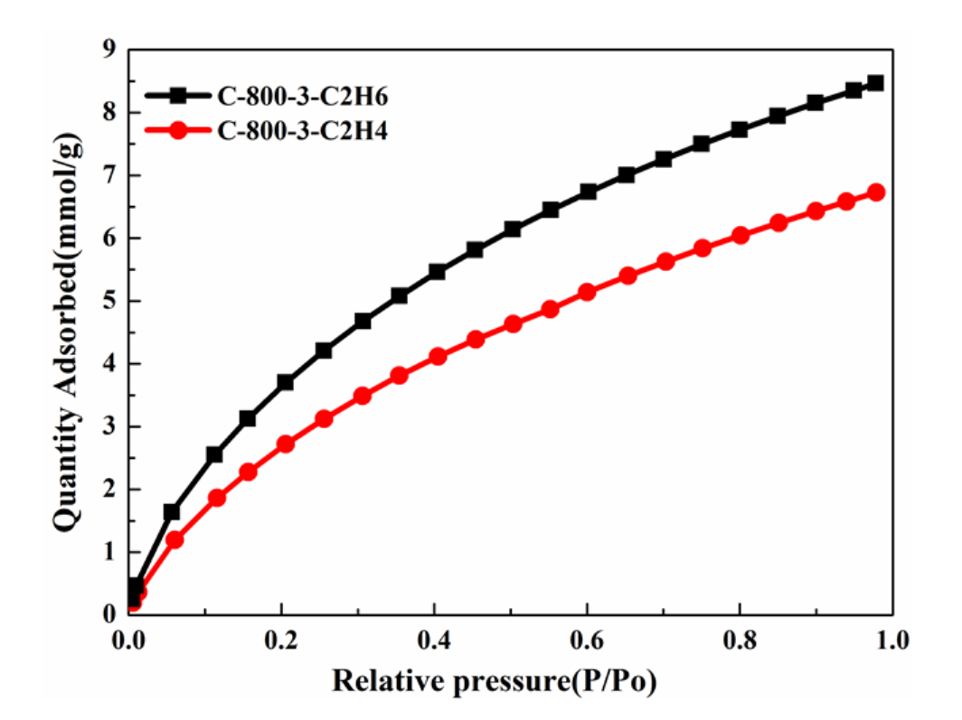 9
8
7
6
5
4
3
2
1
0
C-800-3-C2H6
C-800-3-C2H4
Quantity Adsorbed(mmol/g)
0.0 0.2 0.4 0.6 0.8 1.0
Relative pressure(P/Po)